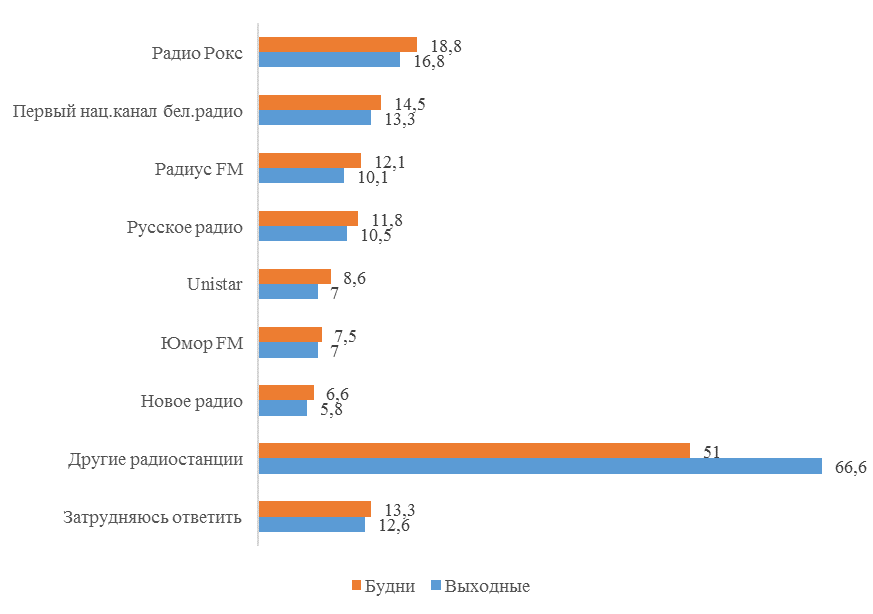 Радио Рокс
18,8
16,8
Первый нац.канал бел.радио
14,5
13,3
Радиус FM
12,1
10,1
Русское радио
11,8
10,5
Unistar
8,6
7
Юмор FM
7,5
7
Новое радио
6,6
5,8
Другие радиостанции
51
66,6
Затрудняюсь ответить
13,3
12,6
Будни Выходные